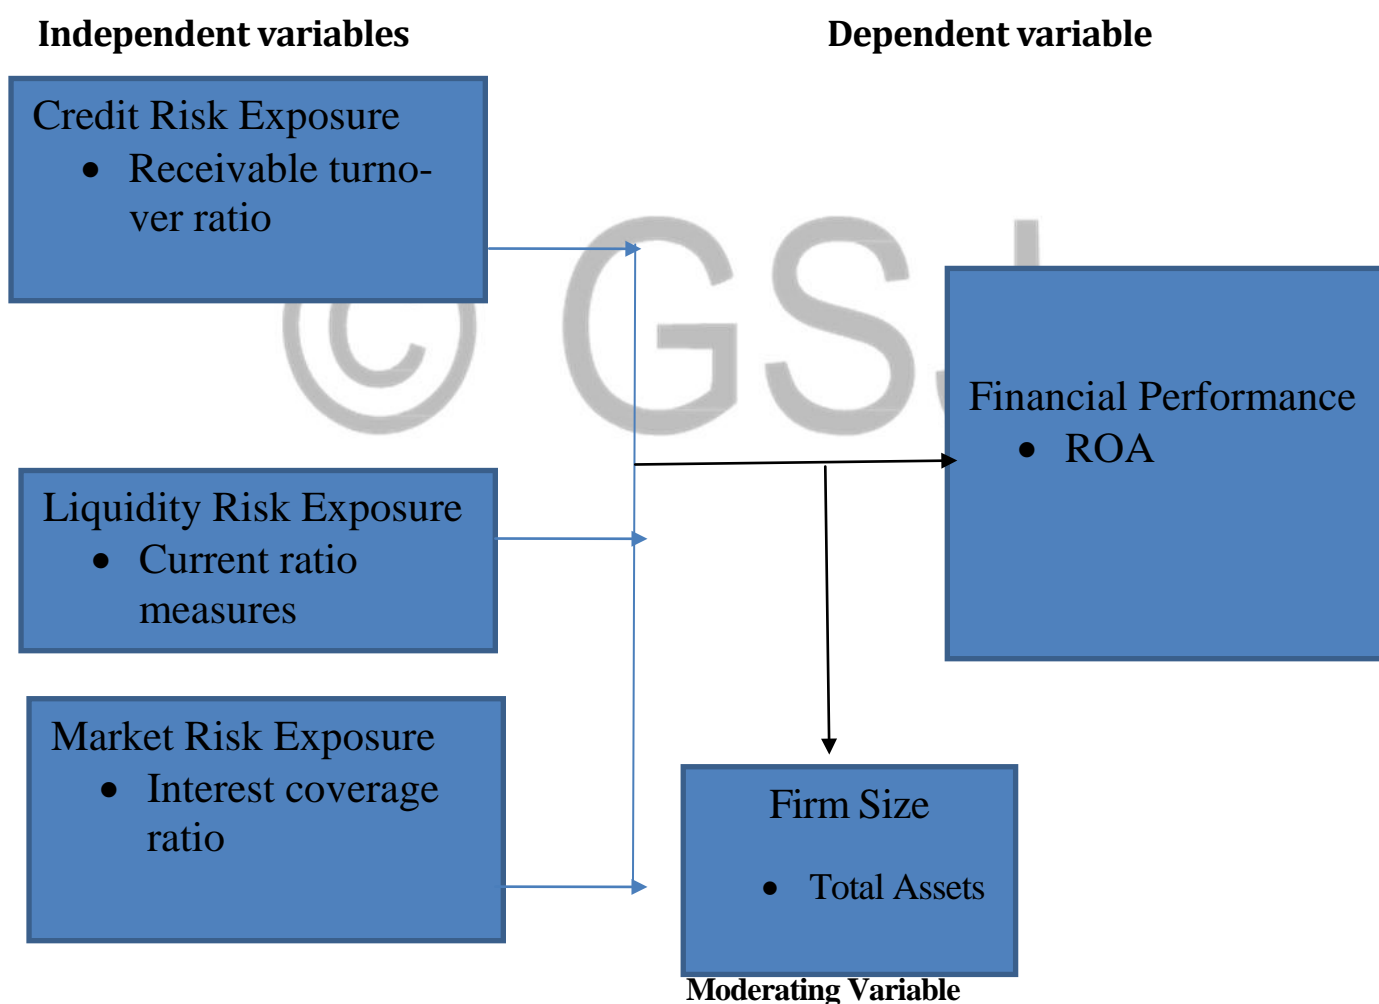 Independent variables
Dependent variable
Credit Risk Exposure
• Receivable turno-
ver ratio
© GSJ
Financial Performance
• ROA
Liquidity Risk Exposure
• Current ratio
measures
Market Risk Exposure
• Interest coverage
ratio
Firm Size
• Total Assets
Moderating Variable